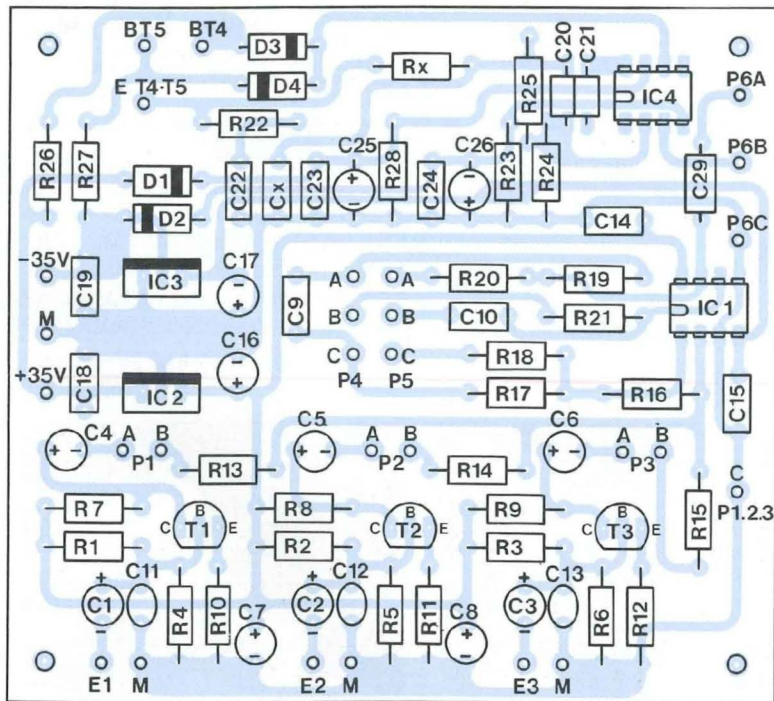 BT5 BT4 D3 C20 C21
E T4-T5 D4 Rx R25 IC4 P6A
R22 C25 C26
R26 R27 D1 C22 Cx C23 R28 C24 R23 R24 C29 P6B
D2 C14 P6C
-35V C19 IC3 C17 C9 A A R20 R19 IC1
M B B C10 R21
C16 C C R18
+35V C18 IC2 P4 P5 R17 R16 C15
C4 A B C5 A B C6 A B
P1 R13 P2 R14 P3 C
R7 B R8 B R9 B R15 P1.2.3
C T1 E C T2 E C T3 E
R1 R2 R3
C11 C12 C13
+ C1 - R4 R10 C7 + C2 - R5 R11 C8 + C3 - R6 R12
E1 M E2 M E3 M